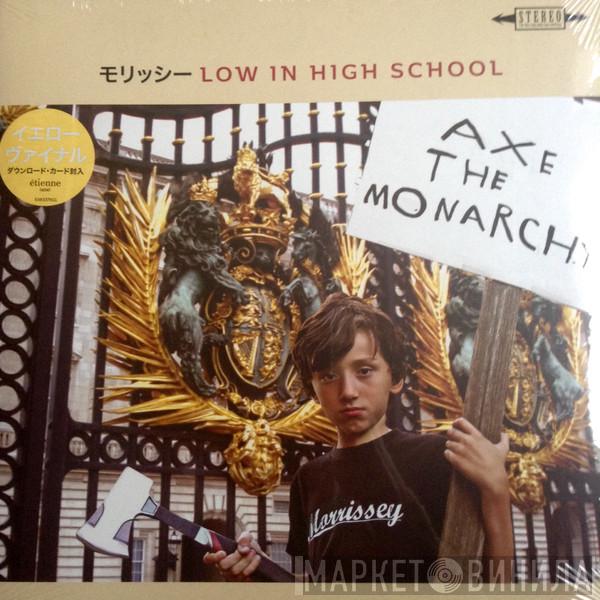 STEREO
モリッシー LOW IN HIGH SCHOOL
イエロー
ヴァイナル
ダウンロード・カード封入
étienne
AXE
THE
MONARCHY
Morrissey
МАРКЕТ ВИНИЛА